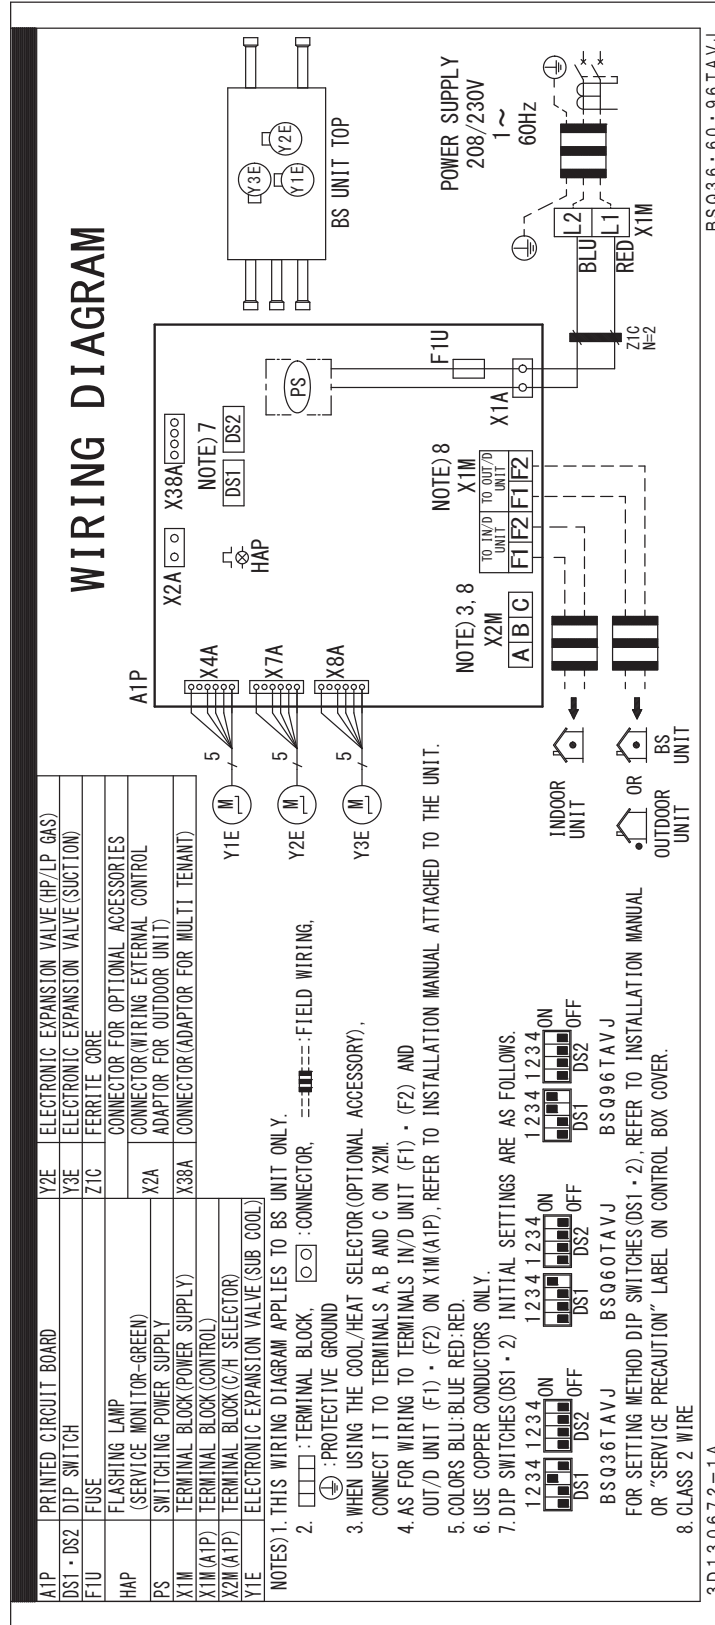 WIRING DIAGRAM
A1P PRINTED CIRCUIT BOARD
DS1・DS2 DIP SWITCH
F1U FUSE
HAP FLASHING LAMP
(SERVICE MONITOR-GREEN)
PS SWITCHING POWER SUPPLY
X1M TERMINAL BLOCK(POWER SUPPLY)
X1M(A1P) TERMINAL BLOCK(CONTROL)
X2M(A1P) TERMINAL BLOCK(C/H SELECTOR)
Y1E ELECTRONIC EXPANSION VALVE(SUB COOL)
Y2E ELECTRONIC EXPANSION VALVE(HP/LP GAS)
Y3E ELECTRONIC EXPANSION VALVE(SUCTION)
Z1C FERRITE CORE
CONNECTOR FOR OPTIONAL ACCESSORIES
X2A CONNECTOR(WIRING EXTERNAL CONTROL
ADAPTOR FOR OUTDOOR UNIT)
X38A CONNECTOR(ADAPTOR FOR MULTI TENANT)
NOTES)1. THIS WIRING DIAGRAM APPLIES TO BS UNIT ONLY.
2. :TERMINAL BLOCK, :CONNECTOR, :FIELD WIRING,
:PROTECTIVE GROUND
3. WHEN USING THE COOL/HEAT SELECTOR(OPTIONAL ACCESSORY),
CONNECT IT TO TERMINALS A, B AND C ON X2M.
4. AS FOR WIRING TO TERMINALS IN/D UNIT (F1)・(F2) AND
OUT/D UNIT (F1)・(F2) ON X1M(A1P), REFER TO INSTALLATION MANUAL ATTACHED TO THE UNIT.
5. COLORS BLU:BLUE RED:RED.
6. USE COPPER CONDUCTORS ONLY.
7. DIP SWITCHES(DS1・2) INITIAL SETTINGS ARE AS FOLLOWS.
1234 1234 ON
OFF
DS1 DS2
BSQ36TAVJ
1234 1234 ON
OFF
DS1 DS2
BSQ60TAVJ
1234 1234 ON
OFF
DS1 DS2
BSQ96TAVJ
FOR SETTING METHOD DIP SWITCHES(DS1・2), REFER TO INSTALLATION MANUAL
OR "SERVICE PRECAUTION" LABEL ON CONTROL BOX COVER.
8. CLASS 2 WIRE
A1P
X4A
X7A
X8A
5
5
5
M
M
M
Y1E
Y2E
Y3E
X2A
X38A
HAP
NOTE)7
DS1 DS2
PS
F1U
X1A
NOTE)3, 8
X2M
A B C
NOTE)8
X1M
TO IN/D
UNIT
TO OUT/D
UNIT
F1 F2 F1 F2
INDOOR
UNIT
OUTDOOR
UNIT
OR
BS
UNIT
Y3E
Y2E
Y1E
BS UNIT TOP
POWER SUPPLY
208/230V
1~
60Hz
L2
L1
X1M
BLU
RED
Z1C
N=2
3D130672-1A
BSQ36・60・96TAVJ